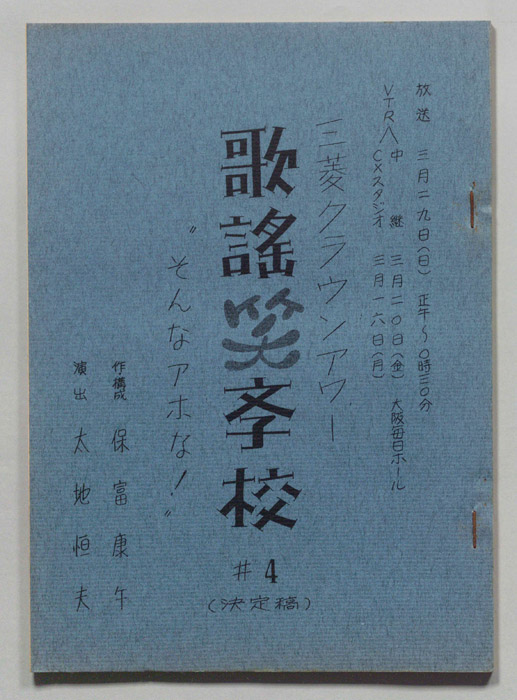 放送 三月二九日(日) 正午～〇時三〇分
VTR 中継 三月二〇日(金) 大阪毎日ホール
CXスタジオ 三月一六日(月)
三菱クラウンアワー
歌謡笑学校
#4
(決定稿)
"そんなアホな!"
作・構成 保富康午
演出 太地恒夫